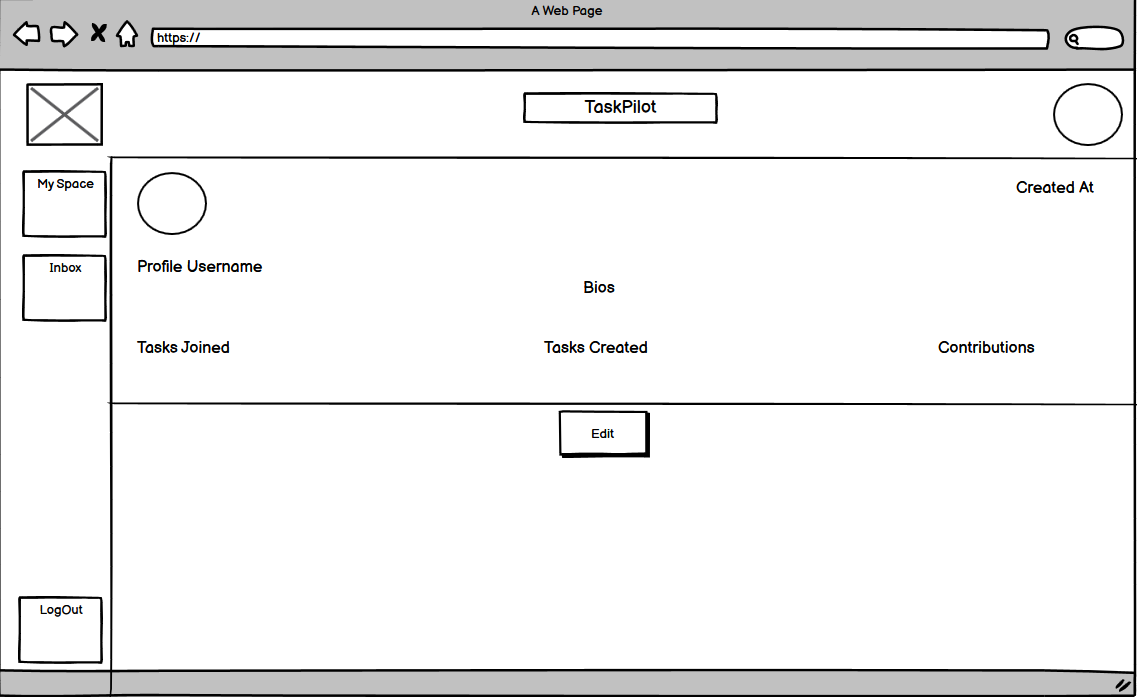 A Web Page
https://
TaskPilot
My Space
Created At
Inbox
Profile Username
Bios
Tasks Joined
Tasks Created
Contributions
Edit
LogOut